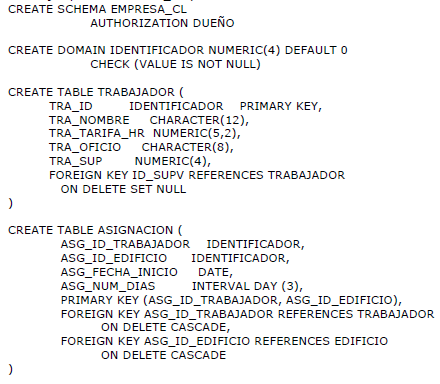 CREATE SCHEMA EMPRESA_CL
AUTHORIZATION DUEÑO
CREATE DOMAIN IDENTIFICADOR NUMERIC(4) DEFAULT 0
CHECK (VALUE IS NOT NULL)
CREATE TABLE TRABAJADOR (
TRA_ID IDENTIFICADOR PRIMARY KEY,
TRA_NOMBRE CHARACTER(12),
TRA_TARIFA_HR NUMERIC(5,2),
TRA_OFICIO CHARACTER(8),
TRA_SUP NUMERIC(4),
FOREIGN KEY ID_SUPV REFERENCES TRABAJADOR
ON DELETE SET NULL
)
CREATE TABLE ASIGNACION (
ASG_ID_TRABAJADOR IDENTIFICADOR,
ASG_ID_EDIFICIO IDENTIFICADOR,
ASG_FECHA_INICIO DATE,
ASG_NUM_DIAS INTERVAL DAY (3),
PRIMARY KEY (ASG_ID_TRABAJADOR, ASG_ID_EDIFICIO),
FOREIGN KEY ASG_ID_TRABAJADOR REFERENCES TRABAJADOR
ON DELETE CASCADE,
FOREIGN KEY ASG_ID_EDIFICIO REFERENCES EDIFICIO
ON DELETE CASCADE
)